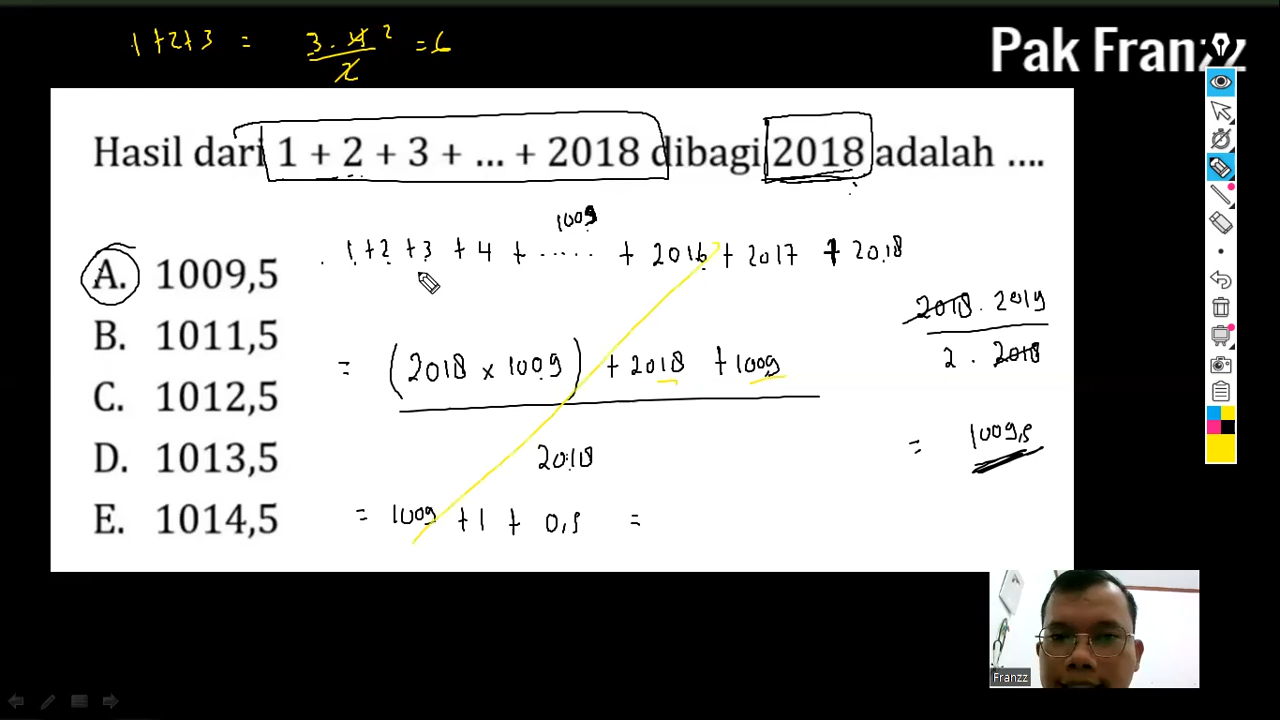 1 + 2 + 3 = 3 . 4 2 / 2 = 6
Pak Franzz
Hasil dari 1 + 2 + 3 + ... + 2018 dibagi 2018 adalah ....
1009
1 + 2 + 3 + 4 + ...... + 2016 + 2017 + 2018
A. 1009,5
B. 1011,5
C. 1012,5
D. 1013,5
E. 1014,5
= (2018 x 1009) + 2018 + 1009
2018
= 1009 + 1 + 0,5 =
2018 . 2019
2 . 2018
= 1009,5
Franzz